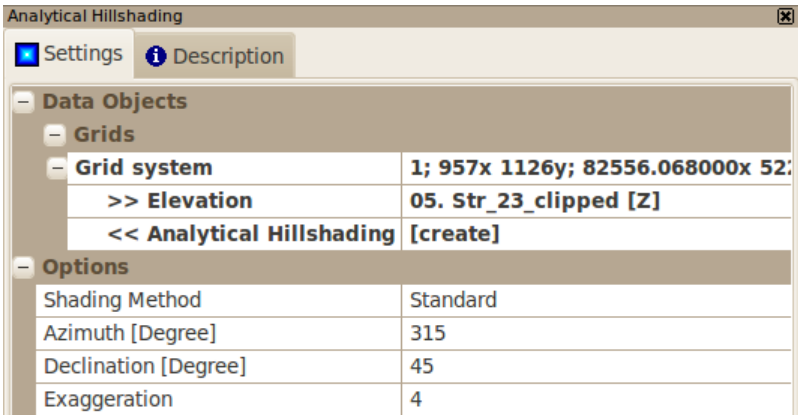 Analytical Hillshading
Settings Description
Data Objects
Grids
Grid system 1; 957x 1126y; 82556.068000x 522
>> Elevation 05. Str_23_clipped [Z]
<< Analytical Hillshading [create]
Options
Shading Method Standard
Azimuth [Degree] 315
Declination [Degree] 45
Exaggeration 4